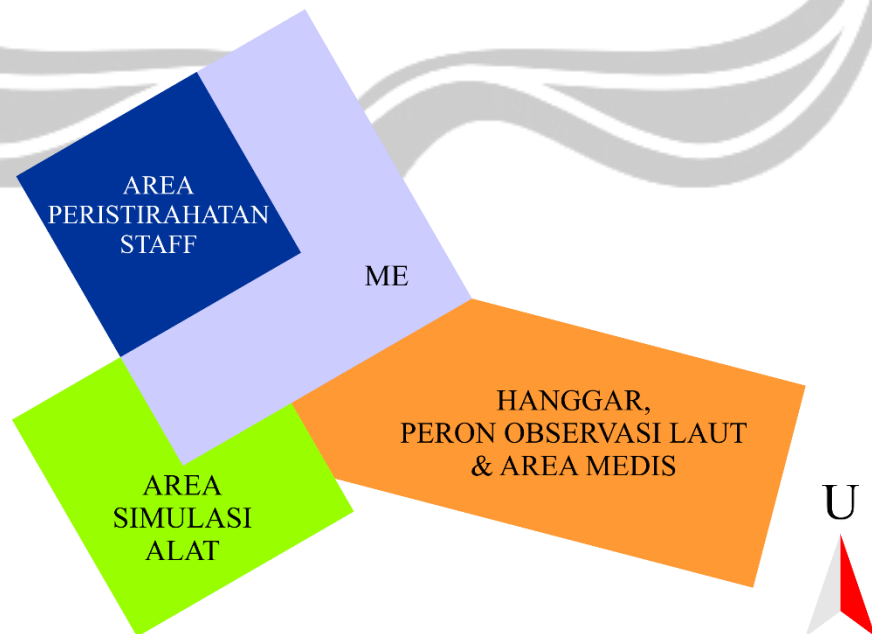 AREA
PERISTIRAHATAN
STAFF
ME
HANGGAR,
PERON OBSERVASI LAUT
& AREA MEDIS
AREA
SIMULASI
ALAT
U